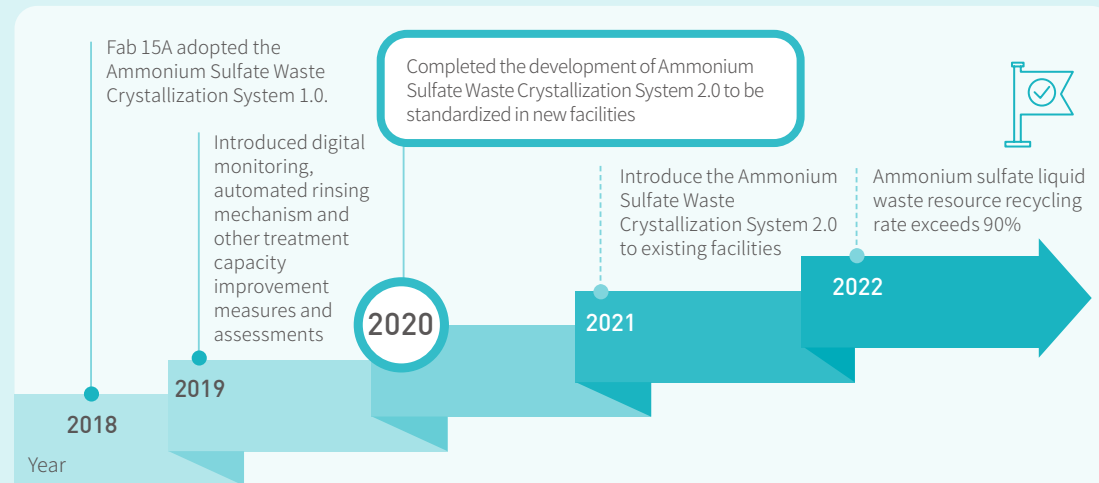 Fab 15A adopted the
Ammonium Sulfate Waste
Crystallization System 1.0.
Introduced digital
monitoring,
automated rinsing
mechanism and
other treatment
capacity
improvement
measures and
assessments
Completed the development of Ammonium
Sulfate Waste Crystallization System 2.0 to be
standardized in new facilities
Introduce the Ammonium
Sulfate Waste
Crystallization System 2.0
to existing facilities
Ammonium sulfate liquid
waste resource recycling
rate exceeds 90%
2018
2019
2020
2021
2022
Year